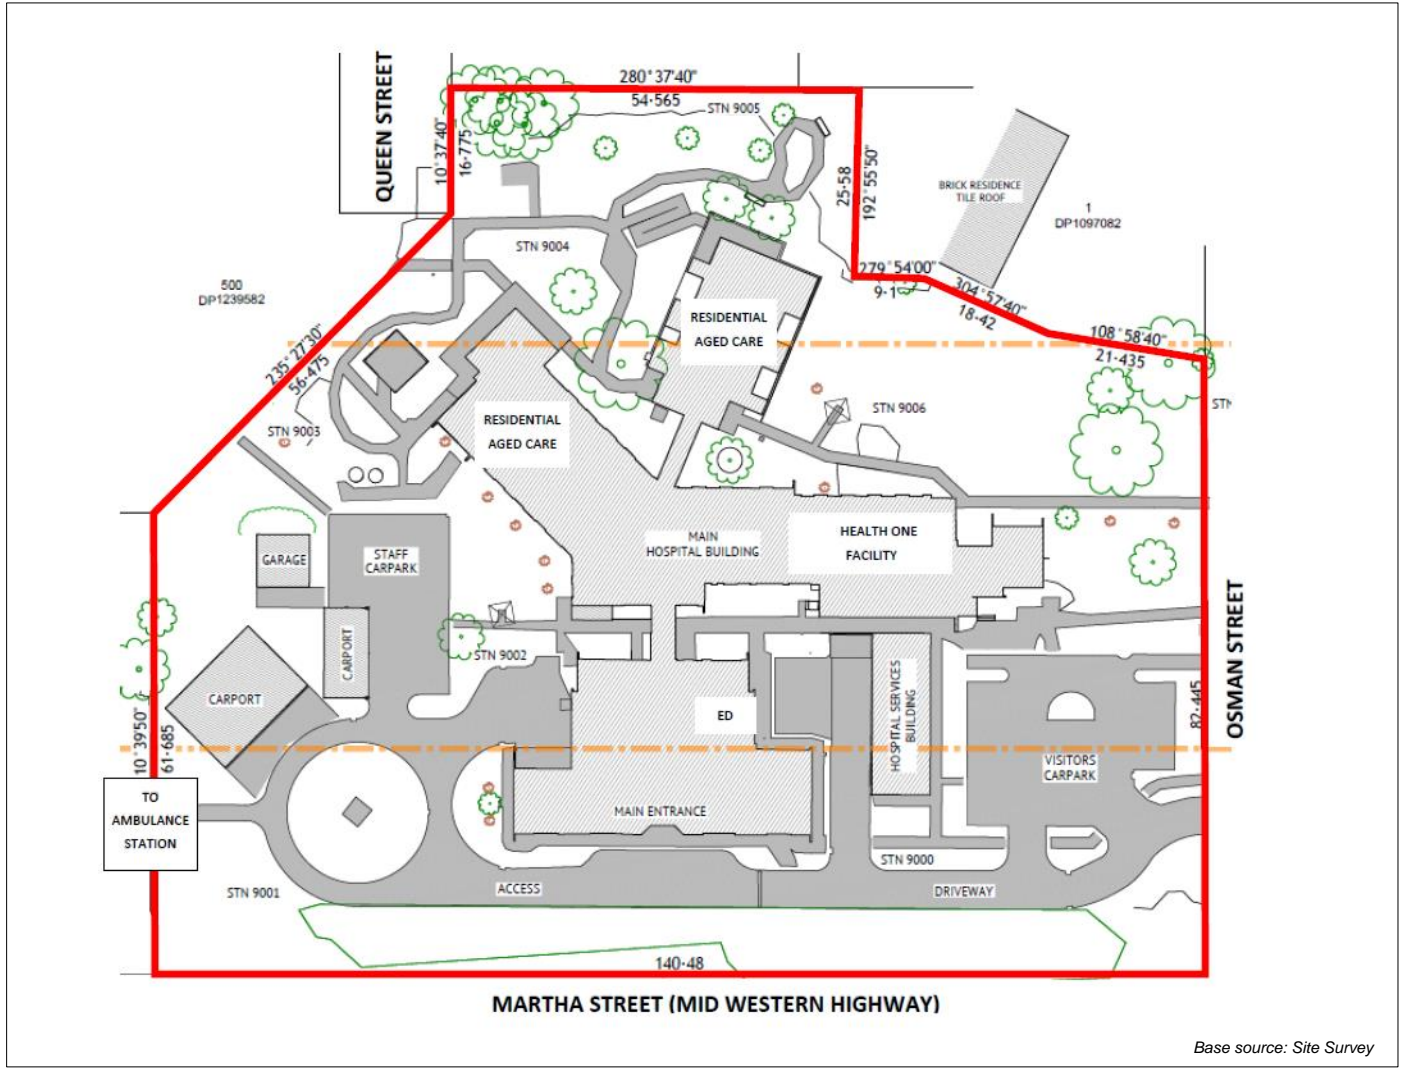 QUEEN STREET
280°37'40"
54·565
STN 9005
10°37'40"
16·775
25·58
192°55'50"
BRICK RESIDENCE
TILE ROOF
1
DP1097082
STN 9004
500
DP1239582
279°54'00"
9·1
304°57'40"
18·42
108°58'40"
21·435
RESIDENTIAL
AGED CARE
235°27'30"
56·475
STN 9003
RESIDENTIAL
AGED CARE
STN 9006
STN
MAIN
HOSPITAL BUILDING
HEALTH ONE
FACILITY
GARAGE
STAFF
CARPARK
CARPORT
STN 9002
CARPORT
ED
HOSPITAL SERVICES
BUILDING
OSMAN STREET
82·445
10°39'50"
61·685
VISITORS
CARPARK
TO
AMBULANCE
STATION
MAIN ENTRANCE
STN 9000
STN 9001
ACCESS
DRIVEWAY
140·48
MARTHA STREET (MID WESTERN HIGHWAY)
Base source: Site Survey